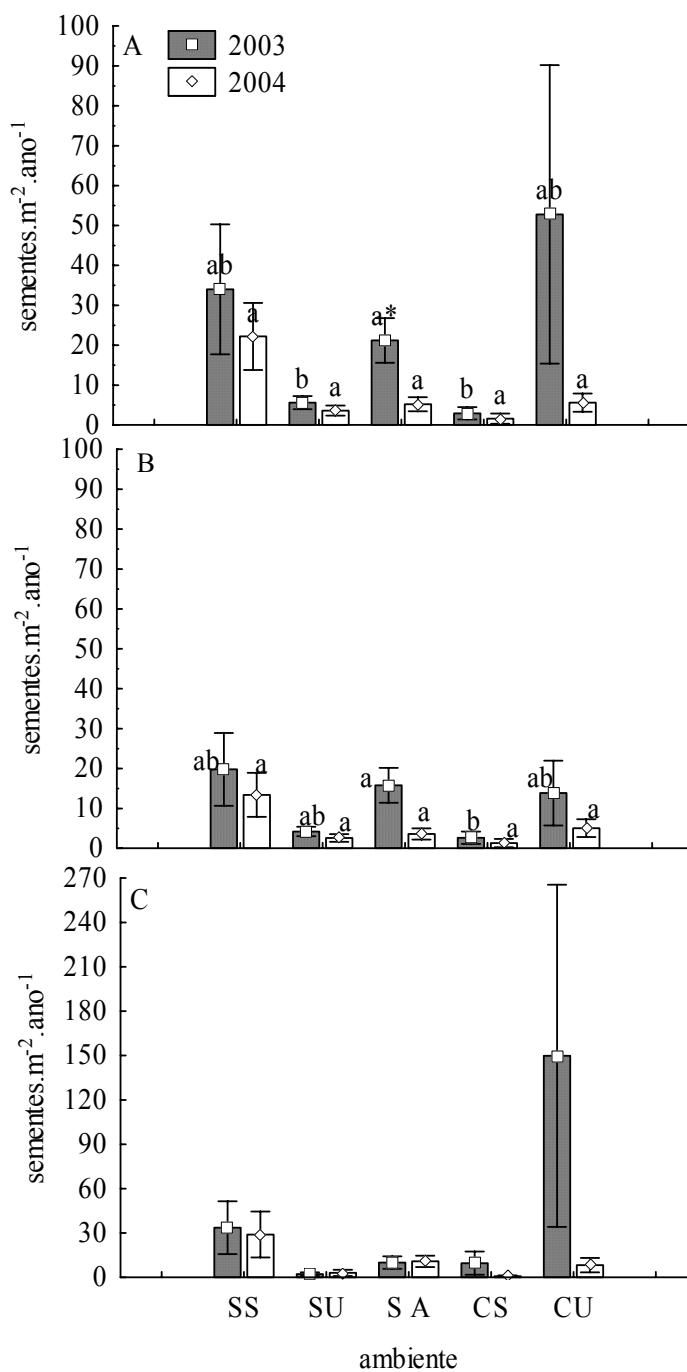 A
2003
2004
sementes.m⁻².ano⁻¹
100
90
80
70
60
50
40
30
20
10
0
ab
a
b
a
a*
a
b
a
ab
a
B
sementes.m⁻².ano⁻¹
100
90
80
70
60
50
40
30
20
10
0
ab
a
ab
a
a
a
b
a
ab
a
C
sementes.m⁻².ano⁻¹
270
240
210
180
150
120
90
60
30
0
SS SU S A CS CU
ambiente